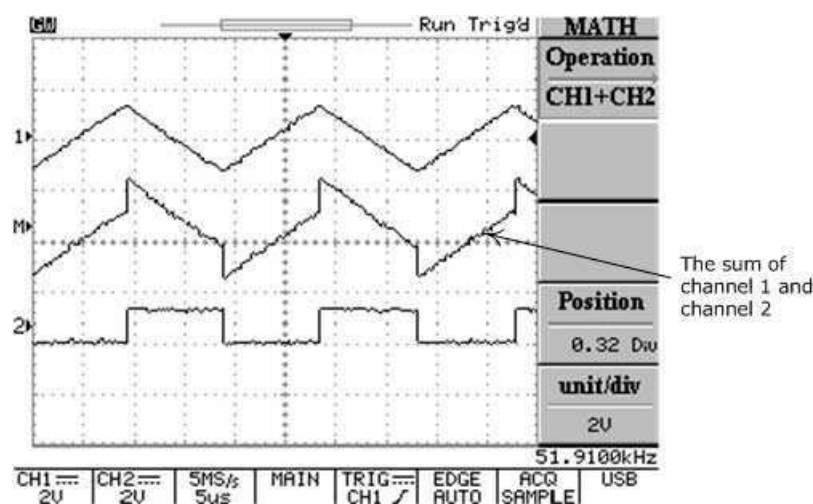 GW Run Trig'd MATH
Operation
CH1+CH2
1
M
The sum of
channel 1 and
channel 2
Position
2
0.32 Div
unit/div
2V
51.9100kHz
CH1 CH2 5MS/s MAIN TRIG EDGE ACQ USB
2V 2V 5us CH1 AUTO SAMPLE